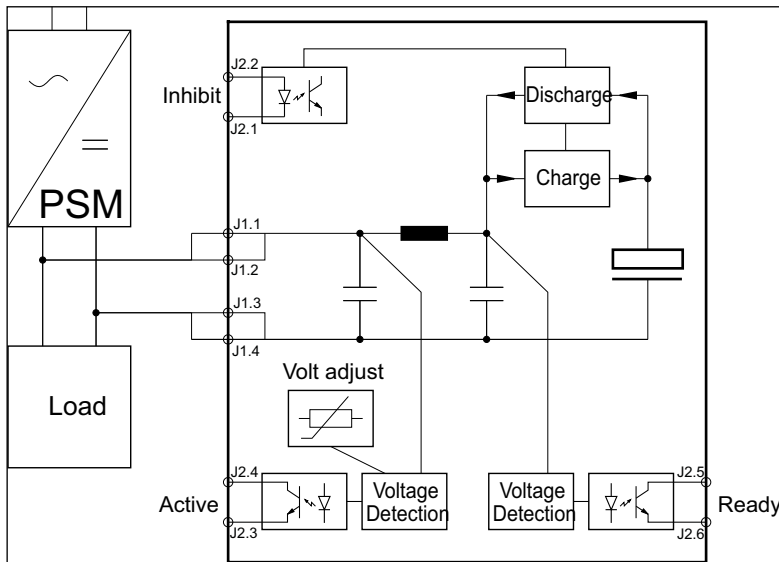 J2.2
Inhibit
J2.1
Discharge
Charge
PSM
J1.1
J1.2
J1.3
J1.4
Volt adjust
Load
J2.4
Active
J2.3
Voltage
Detection
Voltage
Detection
J2.5
Ready
J2.6